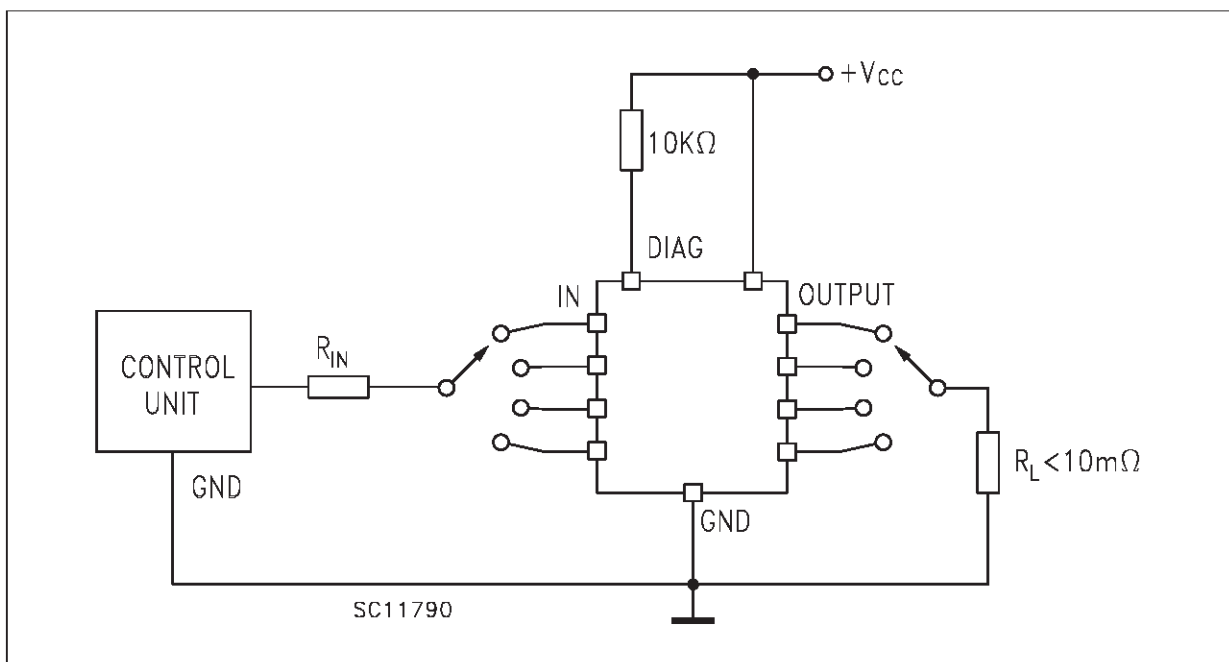 +VCC
10KΩ
DIAG
IN
OUTPUT
RIN
CONTROL
UNIT
RL<10mΩ
GND
GND
SC11790